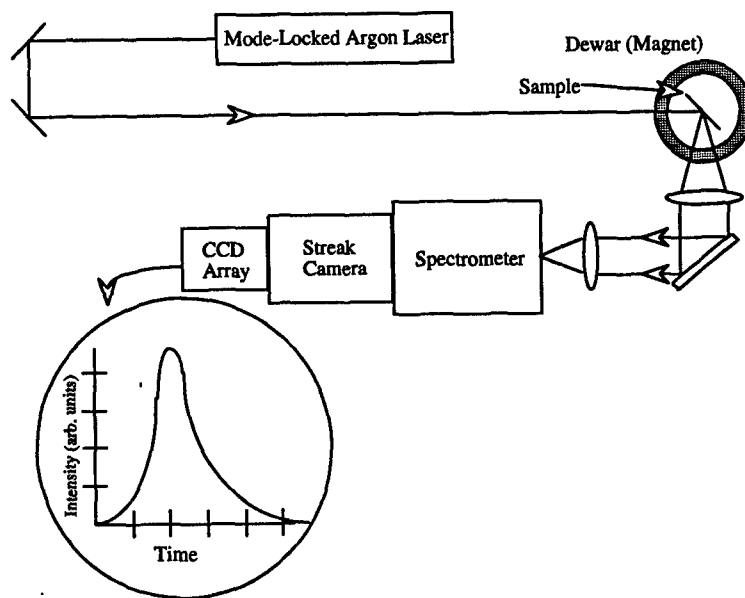 Mode-Locked Argon Laser
Dewar (Magnet)
Sample
CCD
Array
Streak
Camera
Spectrometer
Intensity (arb. units)
Time